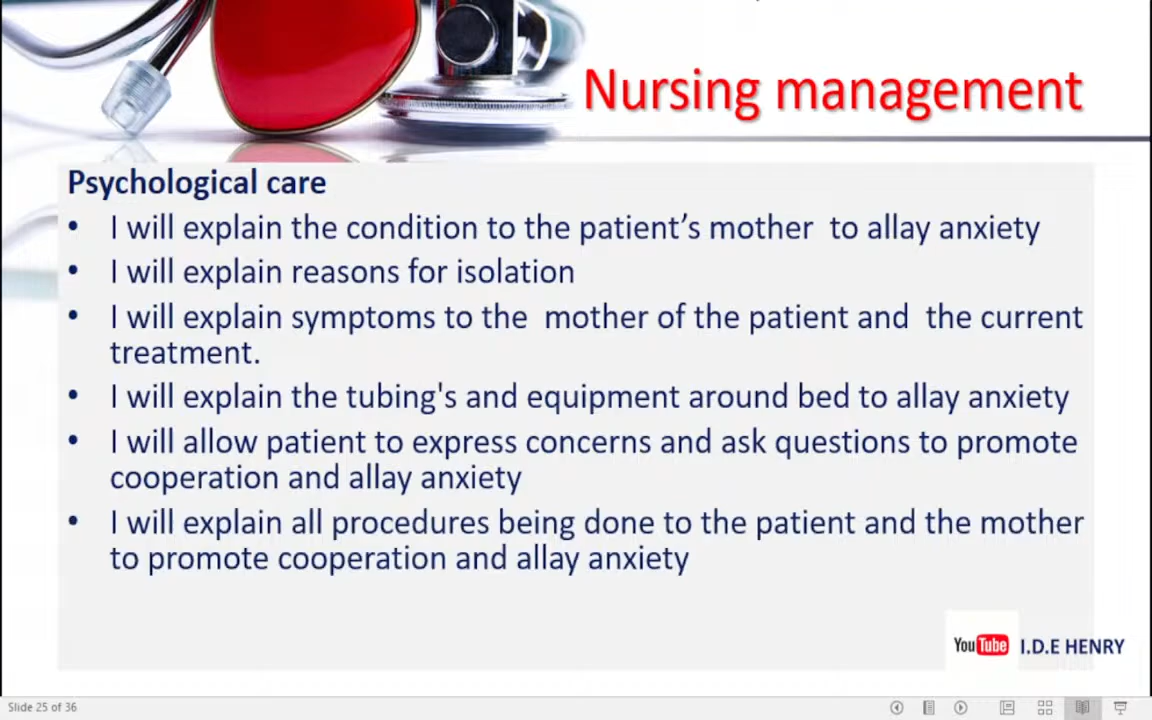 Nursing management
Psychological care
• I will explain the condition to the patient’s mother to allay anxiety
• I will explain reasons for isolation
• I will explain symptoms to the mother of the patient and the current
treatment.
• I will explain the tubing's and equipment around bed to allay anxiety
• I will allow patient to express concerns and ask questions to promote
cooperation and allay anxiety
• I will explain all procedures being done to the patient and the mother
to promote cooperation and allay anxiety
YouTube I.D.E HENRY
Slide 25 of 36